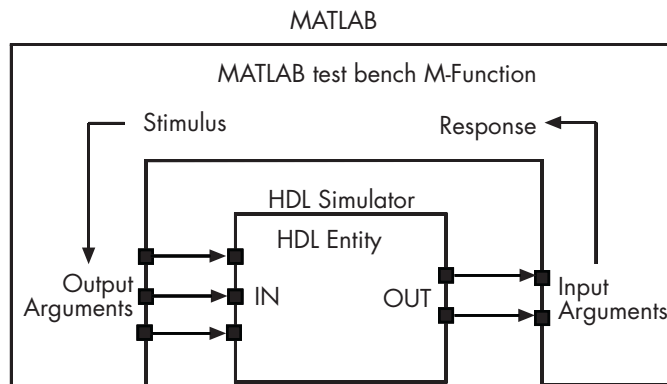 MATLAB
MATLAB test bench M-Function
Stimulus
Response
HDL Simulator
HDL Entity
Output
Arguments
IN
OUT
Input
Arguments